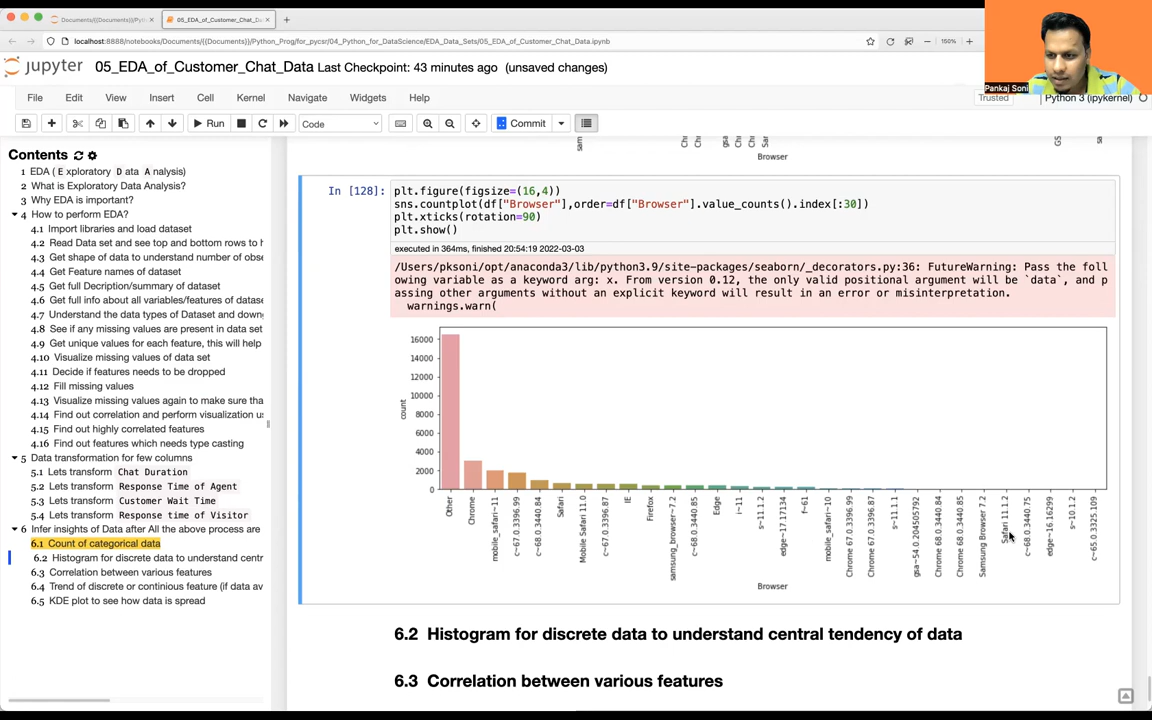 Documents/{{Documents}}/Pyth
05_EDA_of_Customer_Chat_Da
localhost:8888/notebooks/Documents/{{Documents}}/Python_Prog/for_pycsr/04_Python_for_DataScience/EDA_Data_Sets/05_EDA_of_Customer_Chat_Data.ipynb
150%
Pankaj Soni
jupyter
05_EDA_of_Customer_Chat_Data Last Checkpoint: 43 minutes ago (unsaved changes)
File Edit View Insert Cell Kernel Navigate Widgets Help
Trusted
Python 3 (ipykernel)
Run
Code
Commit
Contents
1 EDA ( E xploratory D ata A nalysis)
2 What is Exploratory Data Analysis?
3 Why EDA is important?
4 How to perform EDA?
4.1 Import libraries and load dataset
4.2 Read Data set and see top and bottom rows to h
4.3 Get shape of data to understand number of obse
4.4 Get Feature names of dataset
4.5 Get full Decription/summary of dataset
4.6 Get full info about all variables/features of datase
4.7 Understand the data types of Dataset and down
4.8 See if any missing values are present in data set
4.9 Get unique values for each feature, this will help
4.10 Visualize missing values of data set
4.11 Decide if features needs to be dropped
4.12 Fill missing values
4.13 Visualize missing values again to make sure tha
4.14 Find out correlation and perform visualization u
4.15 Find out highly correlated features
4.16 Find out features which needs type casting
5 Data transformation for few columns
5.1 Lets transform Chat Duration
5.2 Lets transform Response Time of Agent
5.3 Lets transform Customer Wait Time
5.4 Lets transform Response time of Visitor
6 Infer insights of Data after All the above process are
6.1 Count of categorical data
6.2 Histogram for discrete data to understand centr
6.3 Correlation between various features
6.4 Trend of discrete or continious feature (if data av
6.5 KDE plot to see how data is spread
Browser
In [128]:
plt.figure(figsize=(16,4))
sns.countplot(df["Browser"],order=df["Browser"].value_counts().index[:30])
plt.xticks(rotation=90)
plt.show()
executed in 364ms, finished 20:54:19 2022-03-03
/Users/pksoni/opt/anaconda3/lib/python3.9/site-packages/seaborn/_decorators.py:36: FutureWarning: Pass the foll
owing variable as a keyword arg: x. From version 0.12, the only valid positional argument will be `data`, and p
assing other arguments without an explicit keyword will result in an error or misinterpretation.
warnings.warn(
16000
14000
12000
10000
8000
6000
4000
2000
0
count
Other
Chrome
mobile_safari~11
c~67.0.3396.99
c~68.0.3440.84
Safari
Mobile Safari 11.0
c~67.0.3396.87
IE
Firefox
samsung_browser~7.2
c~68.0.3440.85
Edge
i~11
s~11.1.2
edge~17.17134
f~61
mobile_safari~10
Chrome 67.0.3396.99
Chrome 67.0.3396.87
s~11.1.1
gsa~54.0.204505792
Chrome 68.0.3440.84
Chrome 68.0.3440.85
Samsung Browser 7.2
Safari 11.1.2
c~68.0.3440.75
edge~16.16299
s~10.1.2
c~65.0.3325.109
Browser
6.2 Histogram for discrete data to understand central tendency of data
6.3 Correlation between various features